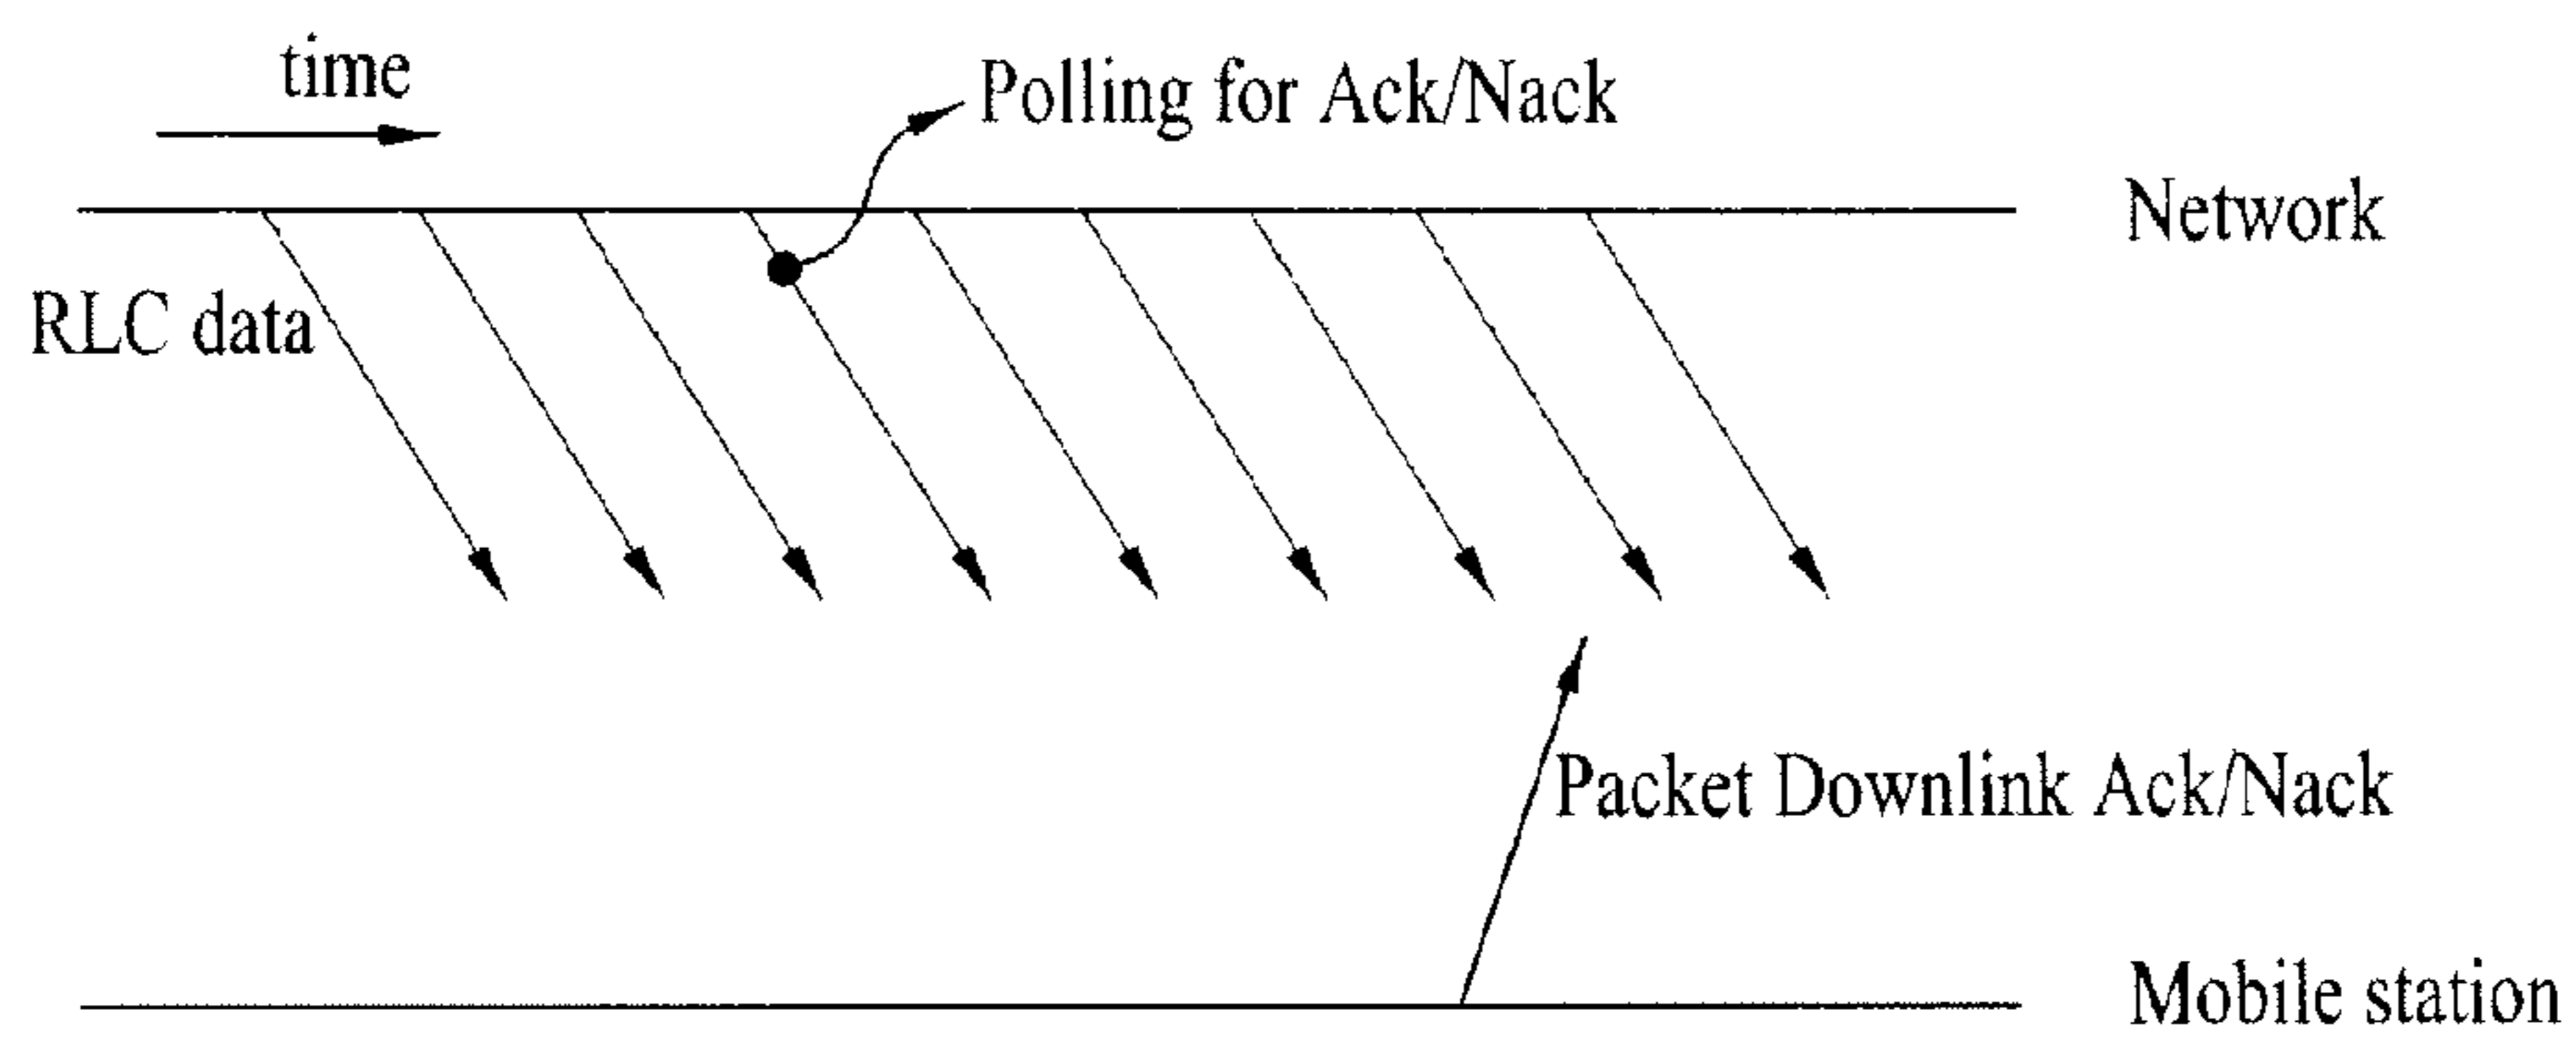 time
Polling for Ack/Nack
Network
RLC data
Packet Downlink Ack/Nack
Mobile station